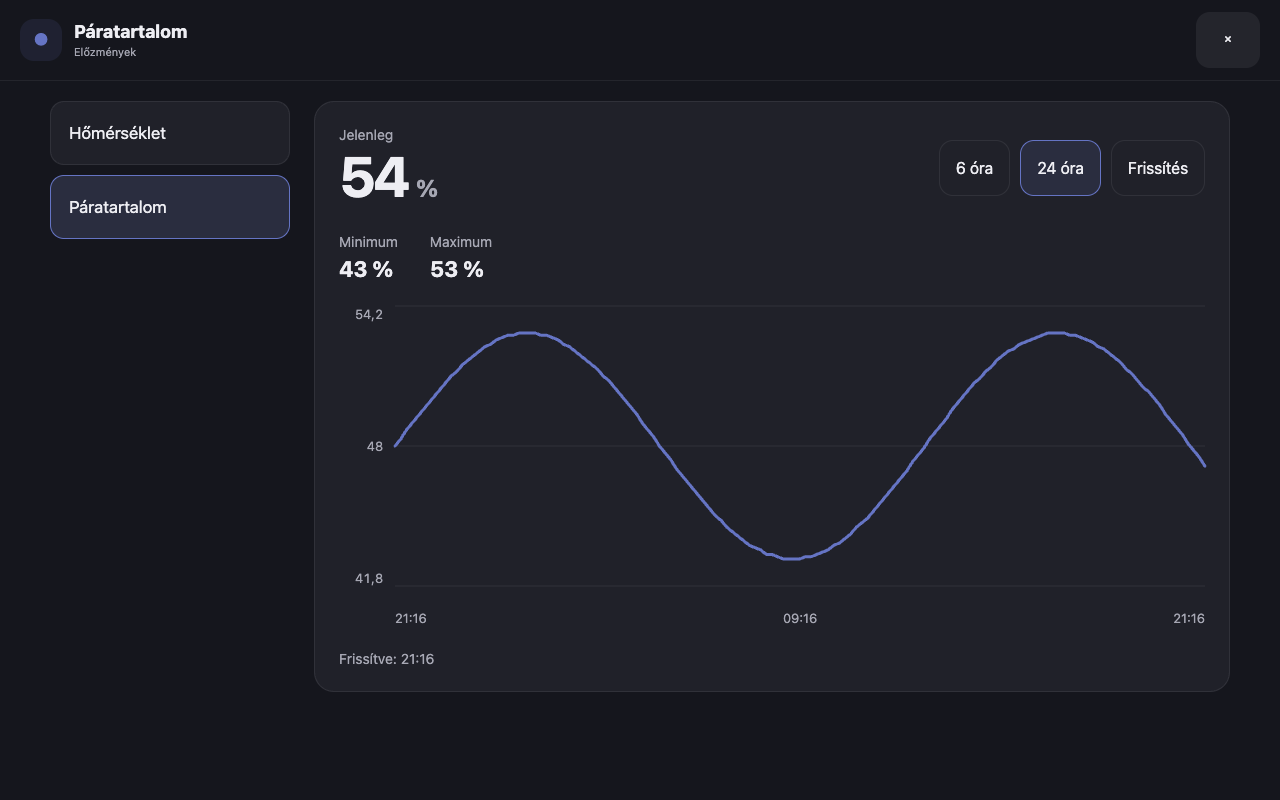 Páratartalom
Előzmények
×
Hőmérséklet
Páratartalom
Jelenleg
54 %
6 óra
24 óra
Frissítés
Minimum
43 %
Maximum
53 %
54,2
48
41,8
21:16
09:16
21:16
Frissítve: 21:16